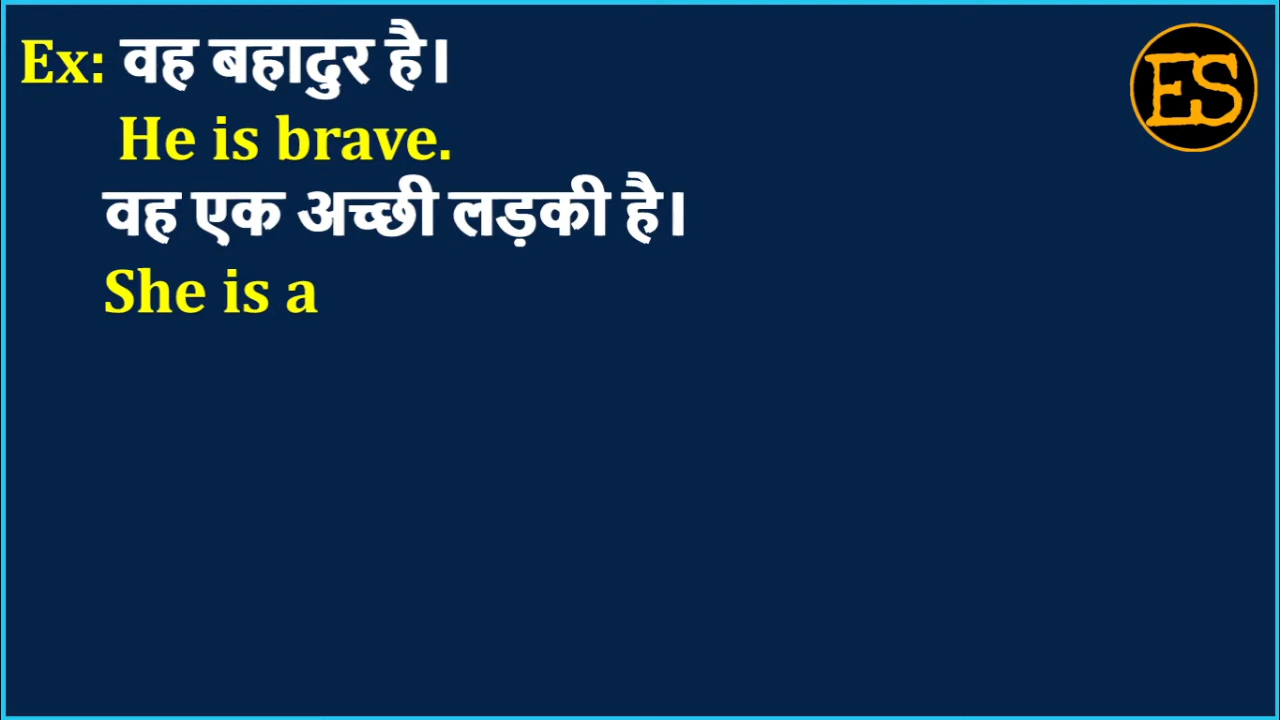 Ex: वह बहादुर है।
He is brave.
वह एक अच्छी लड़की है।
She is a
ES